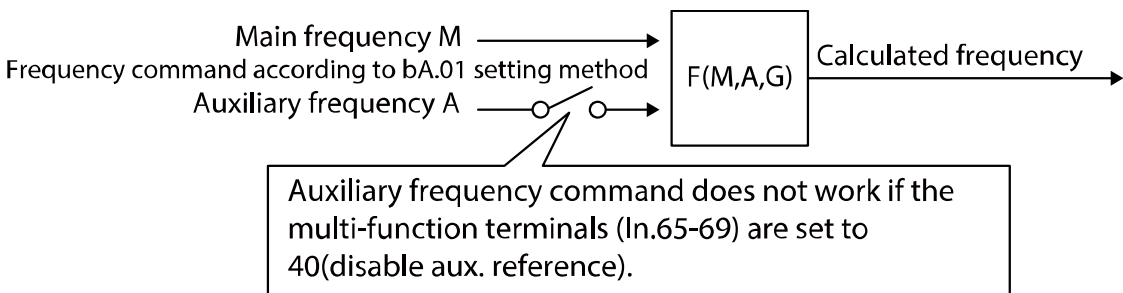 Main frequency M
Frequency command according to bA.01 setting method
Auxiliary frequency A
F(M,A,G)
Calculated frequency
Auxiliary frequency command does not work if the
multi-function terminals (In.65-69) are set to
40(disable aux. reference).